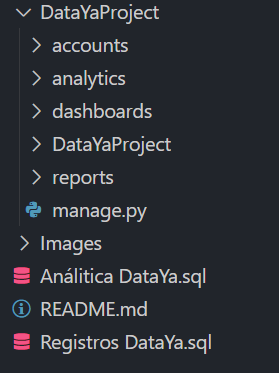 DataYaProject
accounts
analytics
dashboards
DataYaProject
reports
manage.py
Images
Análitica DataYa.sql
README.md
Registros DataYa.sql